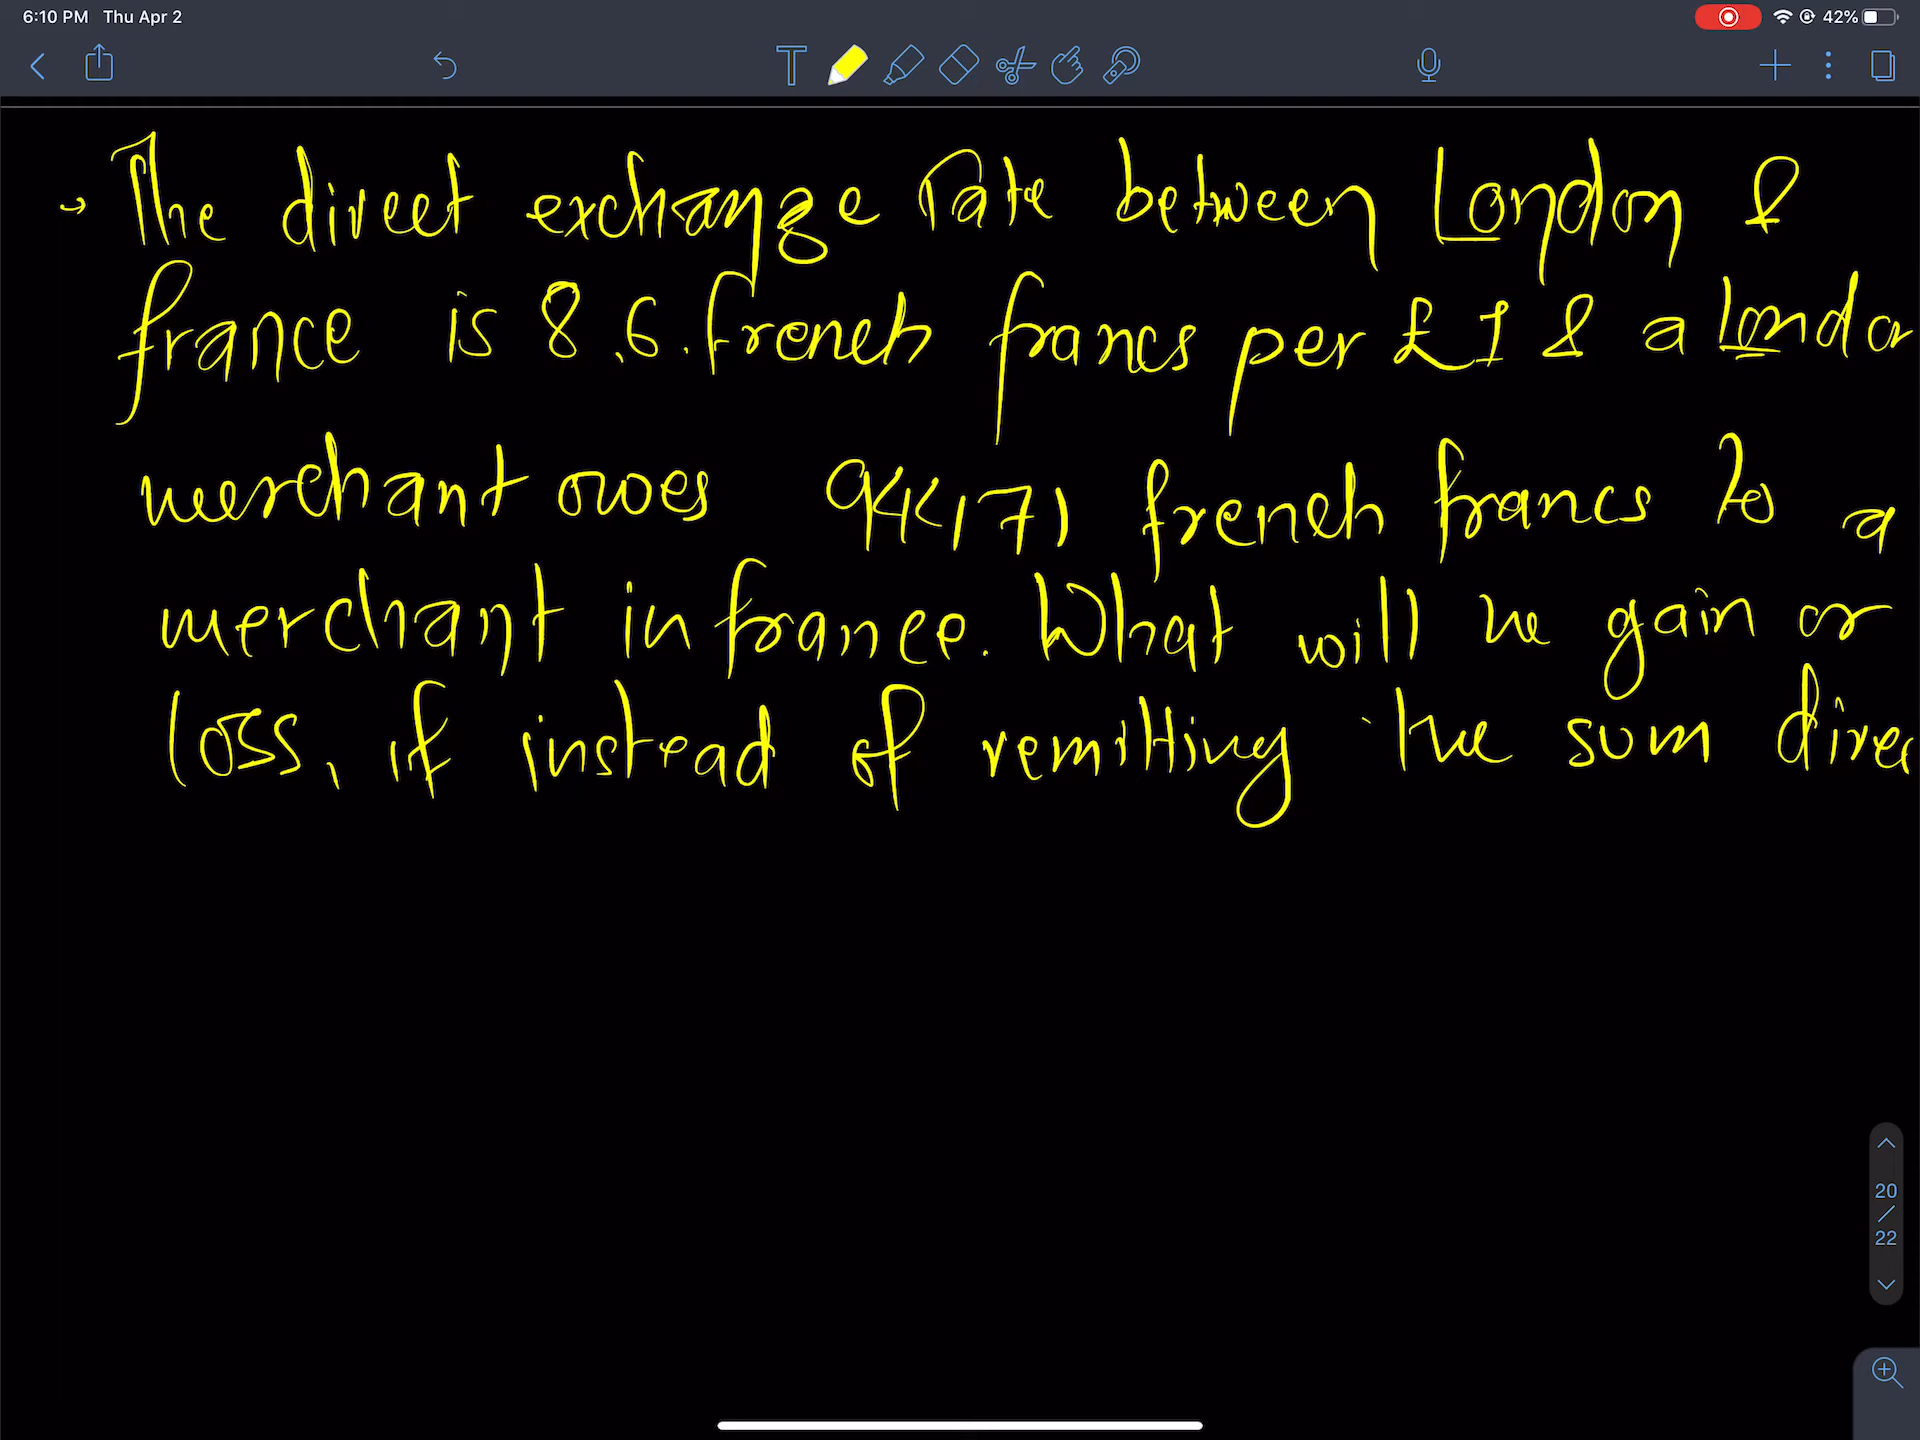 6:10 PM Thu Apr 2
42%
→ The direct exchange rate between London &
france is 8.6. french francs per £1 & a London
merchant owes 94471 french francs to a
merchant in france. What will he gain or
loss, if instead of remitting the sum direc
20
/
22